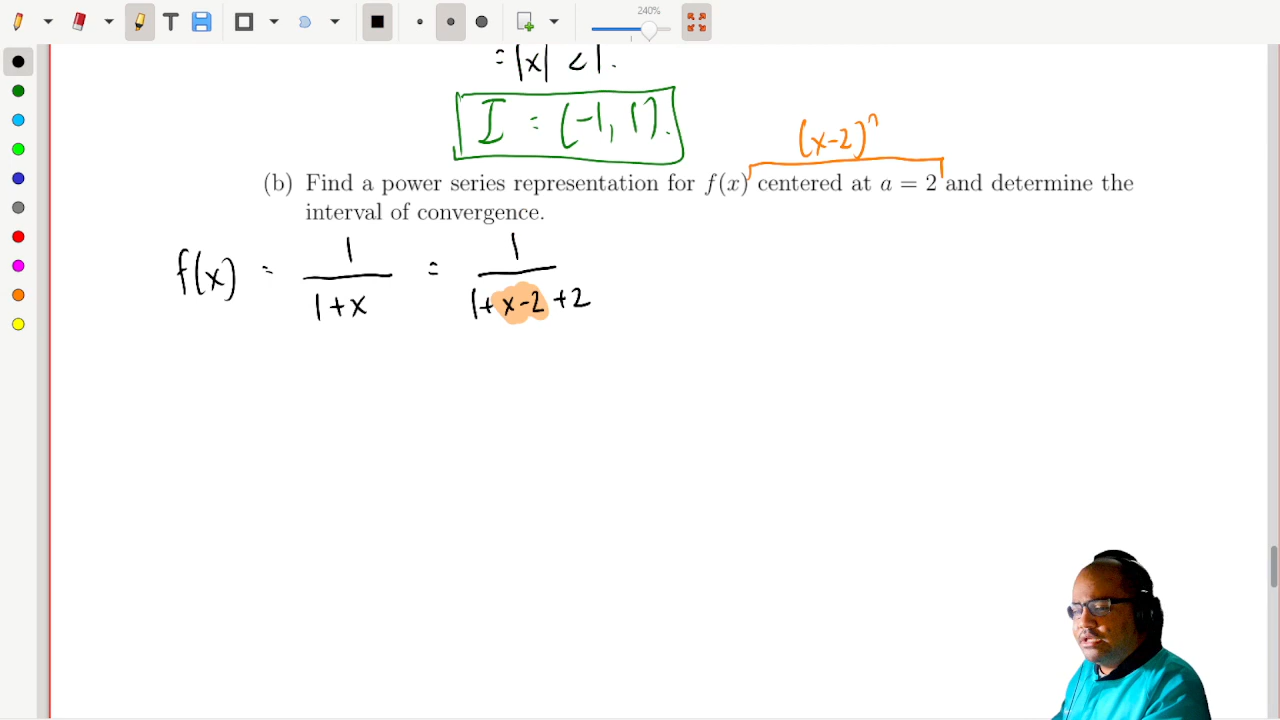 240%
= |x| < 1.
I = (-1, 1).
(x-2)^n
(b) Find a power series representation for f(x) centered at a = 2 and determine the
interval of convergence.
f(x) = 1/(1+x) = 1/(1+x-2+2)